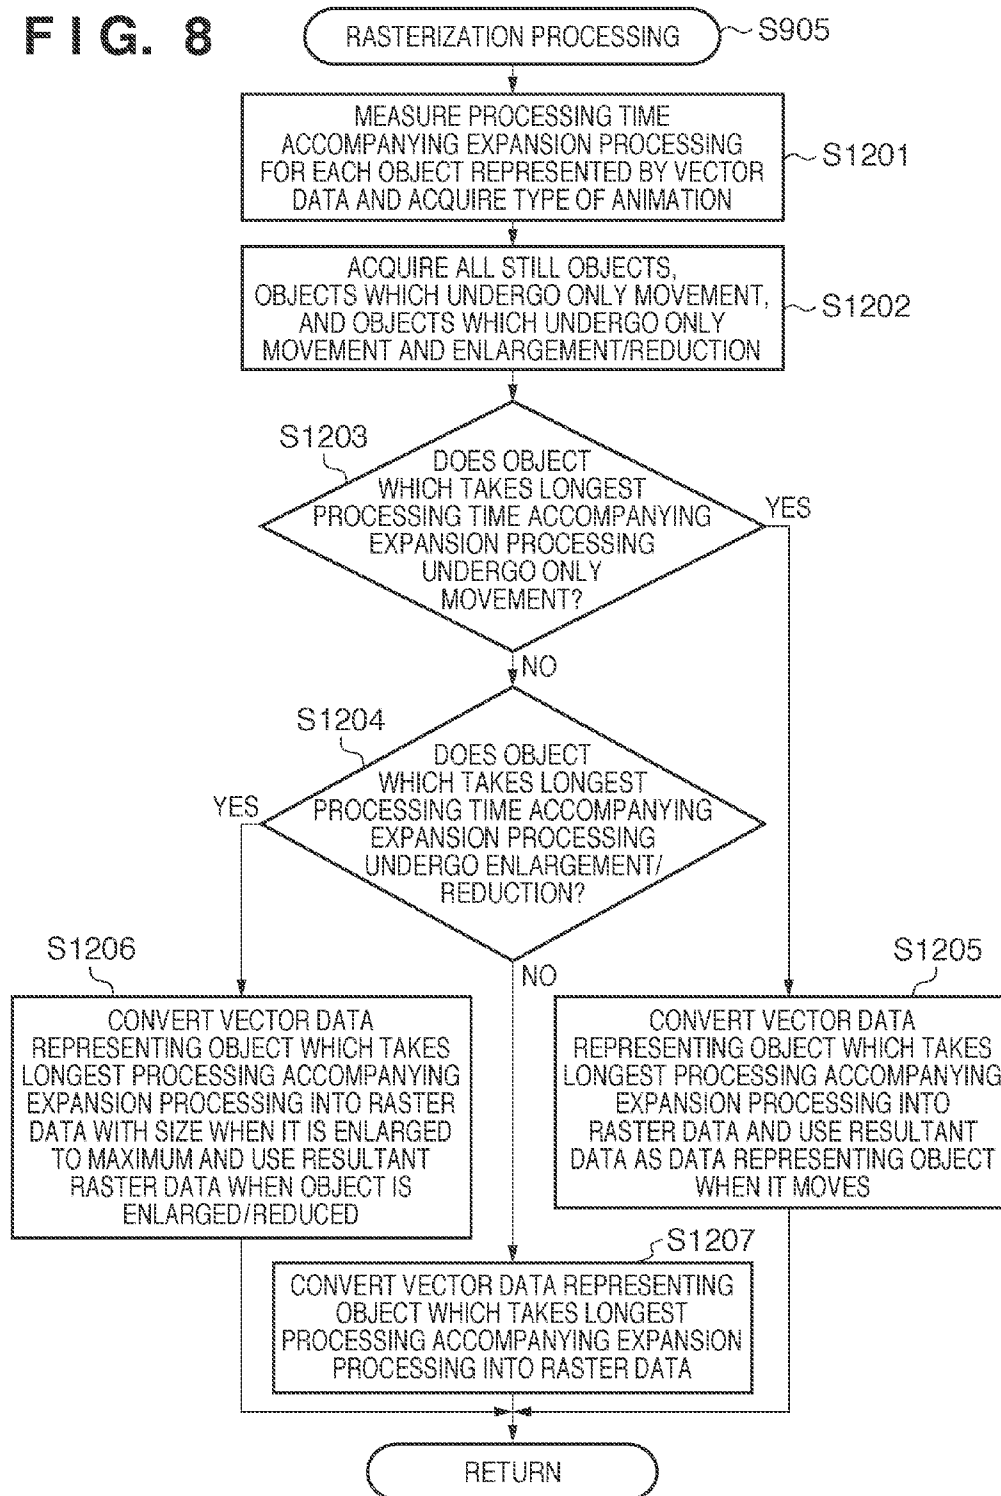 FIG. 8
RASTERIZATION PROCESSING
S905
MEASURE PROCESSING TIME
ACCOMPANYING EXPANSION PROCESSING
FOR EACH OBJECT REPRESENTED BY VECTOR
DATA AND ACQUIRE TYPE OF ANIMATION
S1201
ACQUIRE ALL STILL OBJECTS,
OBJECTS WHICH UNDERGO ONLY MOVEMENT,
AND OBJECTS WHICH UNDERGO ONLY
MOVEMENT AND ENLARGEMENT/REDUCTION
S1202
S1203
DOES OBJECT
WHICH TAKES LONGEST
PROCESSING TIME ACCOMPANYING
EXPANSION PROCESSING
UNDERGO ONLY
MOVEMENT?
YES
NO
S1204
DOES OBJECT
WHICH TAKES LONGEST
PROCESSING TIME ACCOMPANYING
EXPANSION PROCESSING
UNDERGO ENLARGEMENT/
REDUCTION?
YES
NO
S1206
CONVERT VECTOR DATA
REPRESENTING OBJECT WHICH TAKES
LONGEST PROCESSING ACCOMPANYING
EXPANSION PROCESSING INTO RASTER
DATA WITH SIZE WHEN IT IS ENLARGED
TO MAXIMUM AND USE RESULTANT
RASTER DATA WHEN OBJECT IS
ENLARGED/REDUCED
S1205
CONVERT VECTOR DATA
REPRESENTING OBJECT WHICH TAKES
LONGEST PROCESSING ACCOMPANYING
EXPANSION PROCESSING INTO
RASTER DATA AND USE RESULTANT
DATA AS DATA REPRESENTING OBJECT
WHEN IT MOVES
S1207
CONVERT VECTOR DATA REPRESENTING
OBJECT WHICH TAKES LONGEST
PROCESSING ACCOMPANYING EXPANSION
PROCESSING INTO RASTER DATA
RETURN